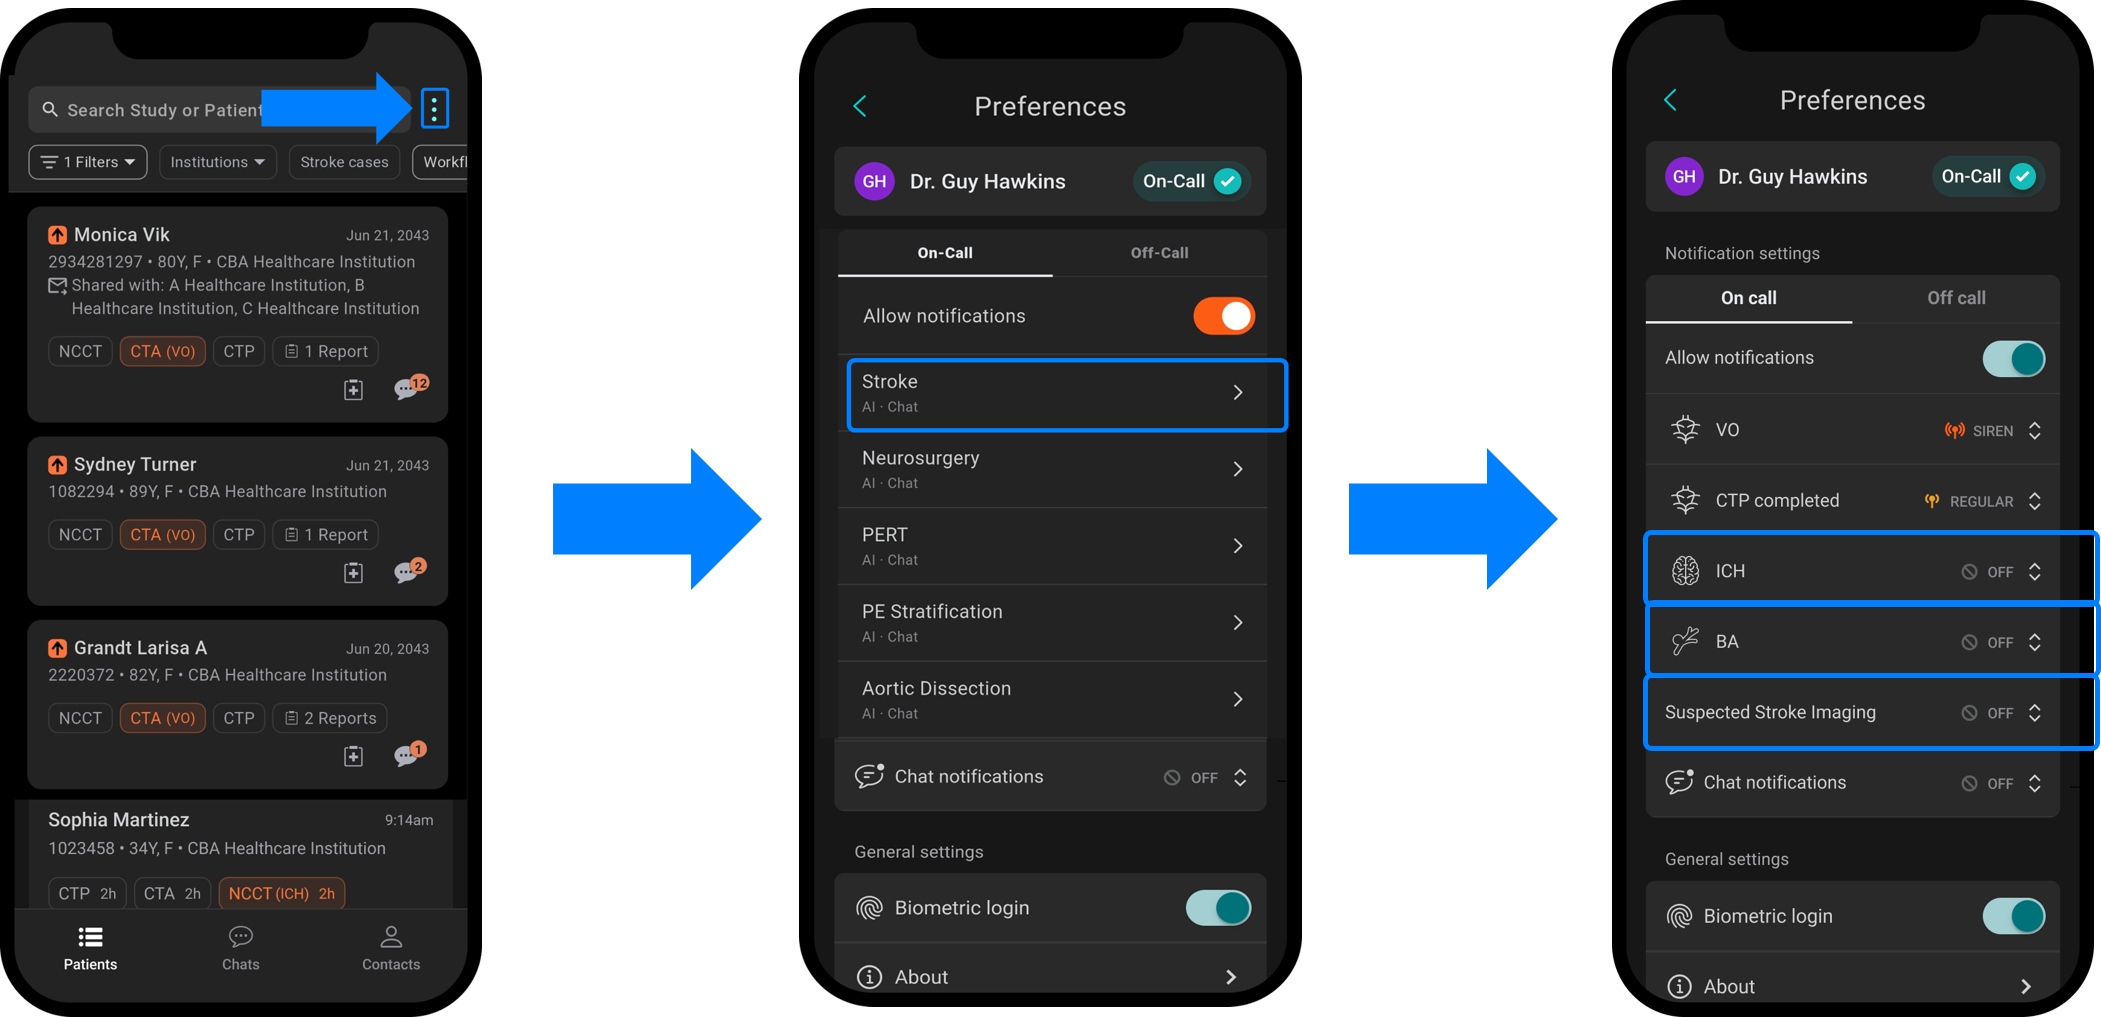 Search Study or Patient
1 Filters
Institutions
Stroke cases
Workfl
Monica Vik
Jun 21, 2043
2934281297 • 80Y, F • CBA Healthcare Institution
Shared with: A Healthcare Institution, B
Healthcare Institution, C Healthcare Institution
NCCT
CTA (VO)
CTP
1 Report
12
Sydney Turner
Jun 21, 2043
1082294 • 89Y, F • CBA Healthcare Institution
NCCT
CTA (VO)
CTP
1 Report
2
Grandt Larisa A
Jun 20, 2043
2220372 • 82Y, F • CBA Healthcare Institution
NCCT
CTA (VO)
CTP
2 Reports
1
Sophia Martinez
9:14am
1023458 • 34Y, F • CBA Healthcare Institution
CTP 2h
CTA 2h
NCCT (ICH) 2h
Patients
Chats
Contacts
Preferences
GH
Dr. Guy Hawkins
On-Call
On-Call
Off-Call
Allow notifications
Stroke
AI · Chat
Neurosurgery
AI · Chat
PERT
AI · Chat
PE Stratification
AI · Chat
Aortic Dissection
AI · Chat
Chat notifications
OFF
General settings
Biometric login
About
Preferences
GH
Dr. Guy Hawkins
On-Call
Notification settings
On call
Off call
Allow notifications
VO
SIREN
CTP completed
REGULAR
ICH
OFF
BA
OFF
Suspected Stroke Imaging
OFF
Chat notifications
OFF
General settings
Biometric login
About